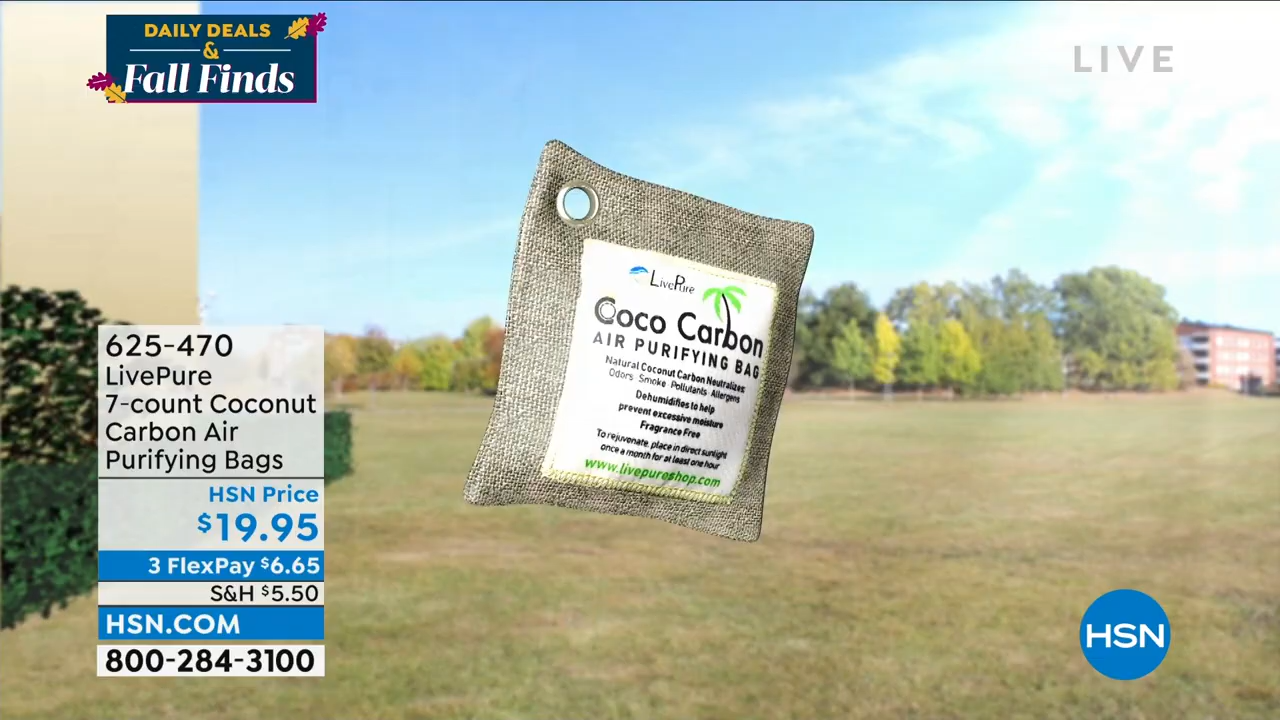 DAILY DEALS
&
Fall Finds
LIVE
LivePure
Coco Carbon
AIR PURIFYING BAG
Natural Coconut Carbon Neutralizes:
Odors Smoke Pollutants Allergens
Dehumidifies to help
prevent excessive moisture
Fragrance Free
To rejuvenate, place in direct sunlight
once a month for at least one hour
www.livepureshop.com
625-470
LivePure
7-count Coconut
Carbon Air
Purifying Bags
HSN Price
$19.95
3 FlexPay $6.65
S&H $5.50
HSN.COM
800-284-3100
HSN